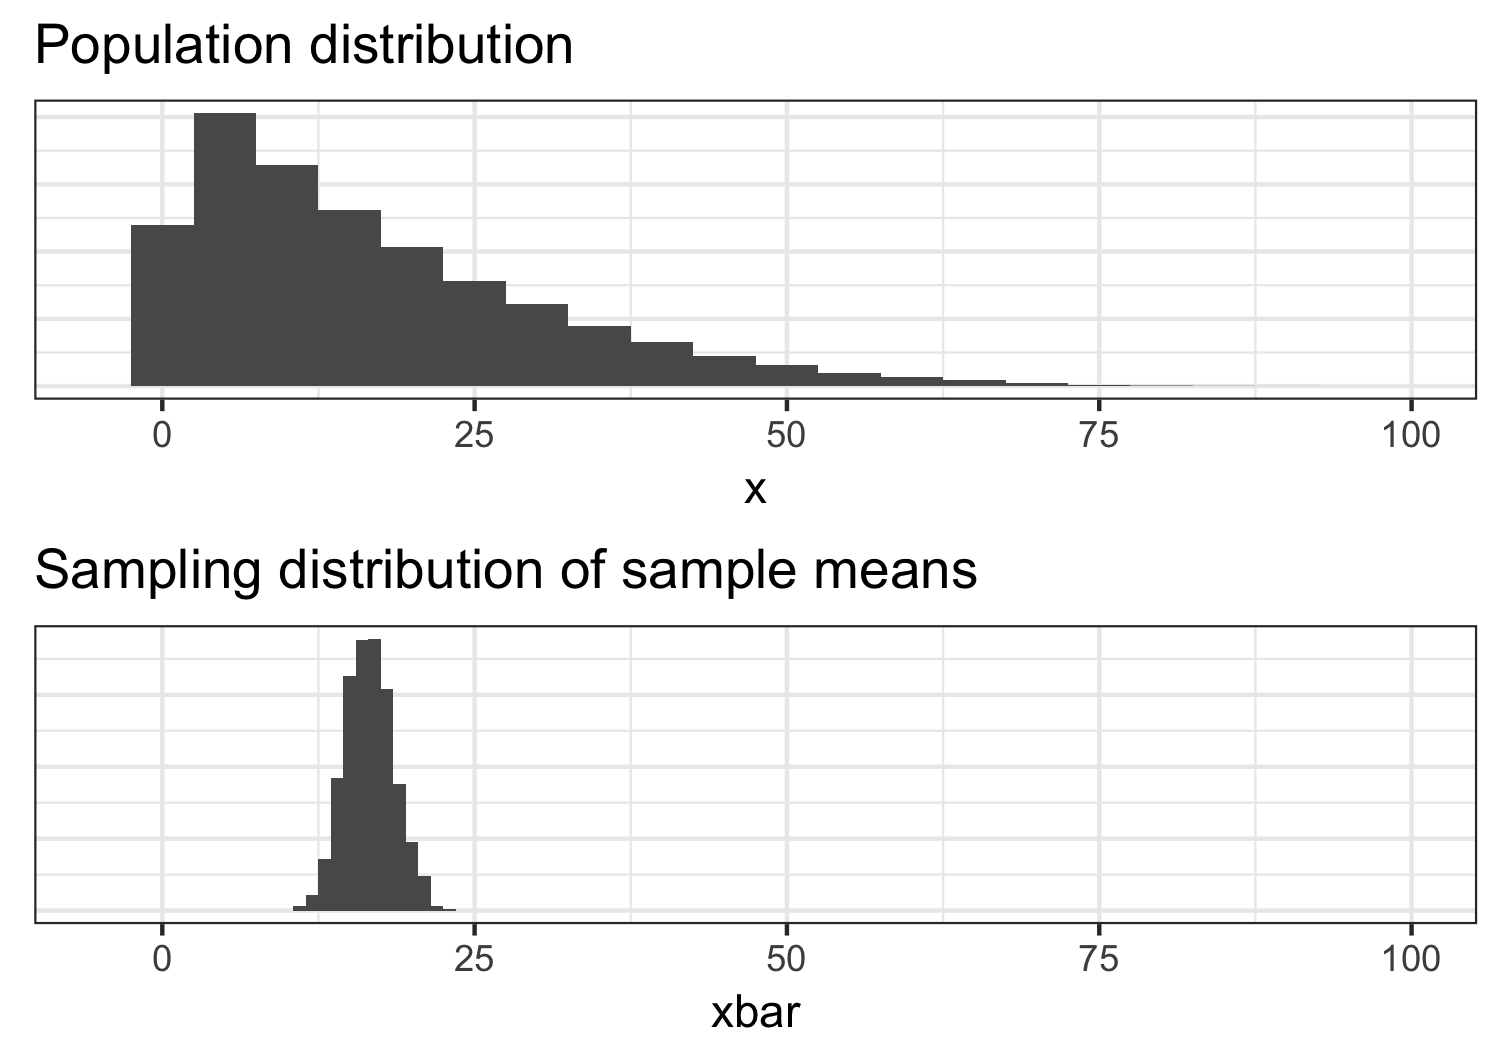 Population distribution
0 25 50 75 100
x
Sampling distribution of sample means
0 25 50 75 100
xbar